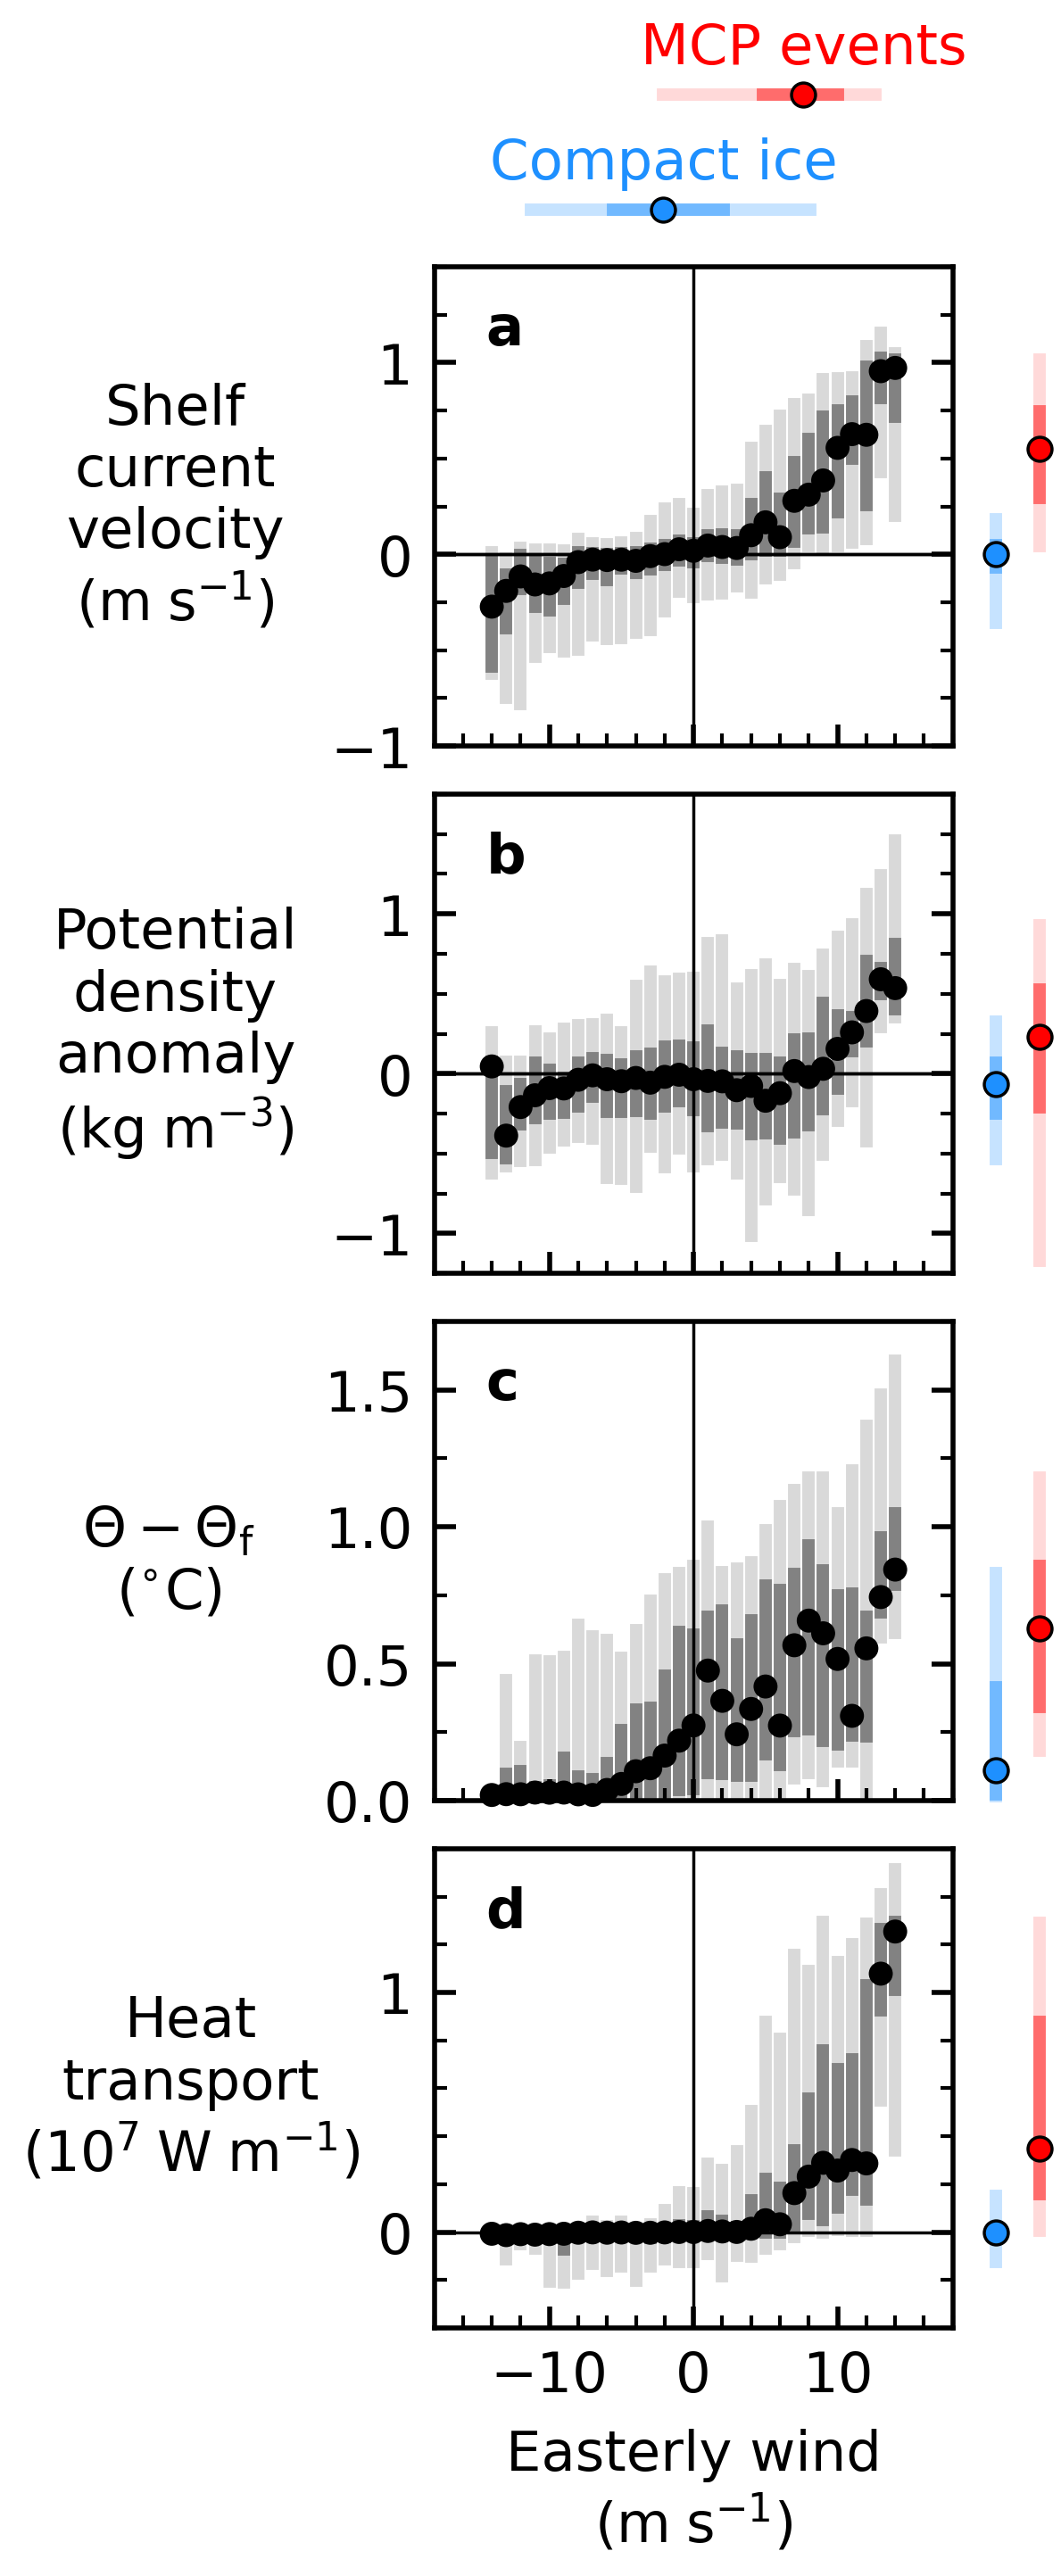 MCP events
Compact ice
a
Shelf
current
velocity
(m s⁻¹)
1
0
−1
b
Potential
density
anomaly
(kg m⁻³)
1
0
−1
c
Θ − Θf
(°C)
1.5
1.0
0.5
0.0
d
Heat
transport
(10⁷ W m⁻¹)
1
0
−10 0 10
Easterly wind
(m s⁻¹)